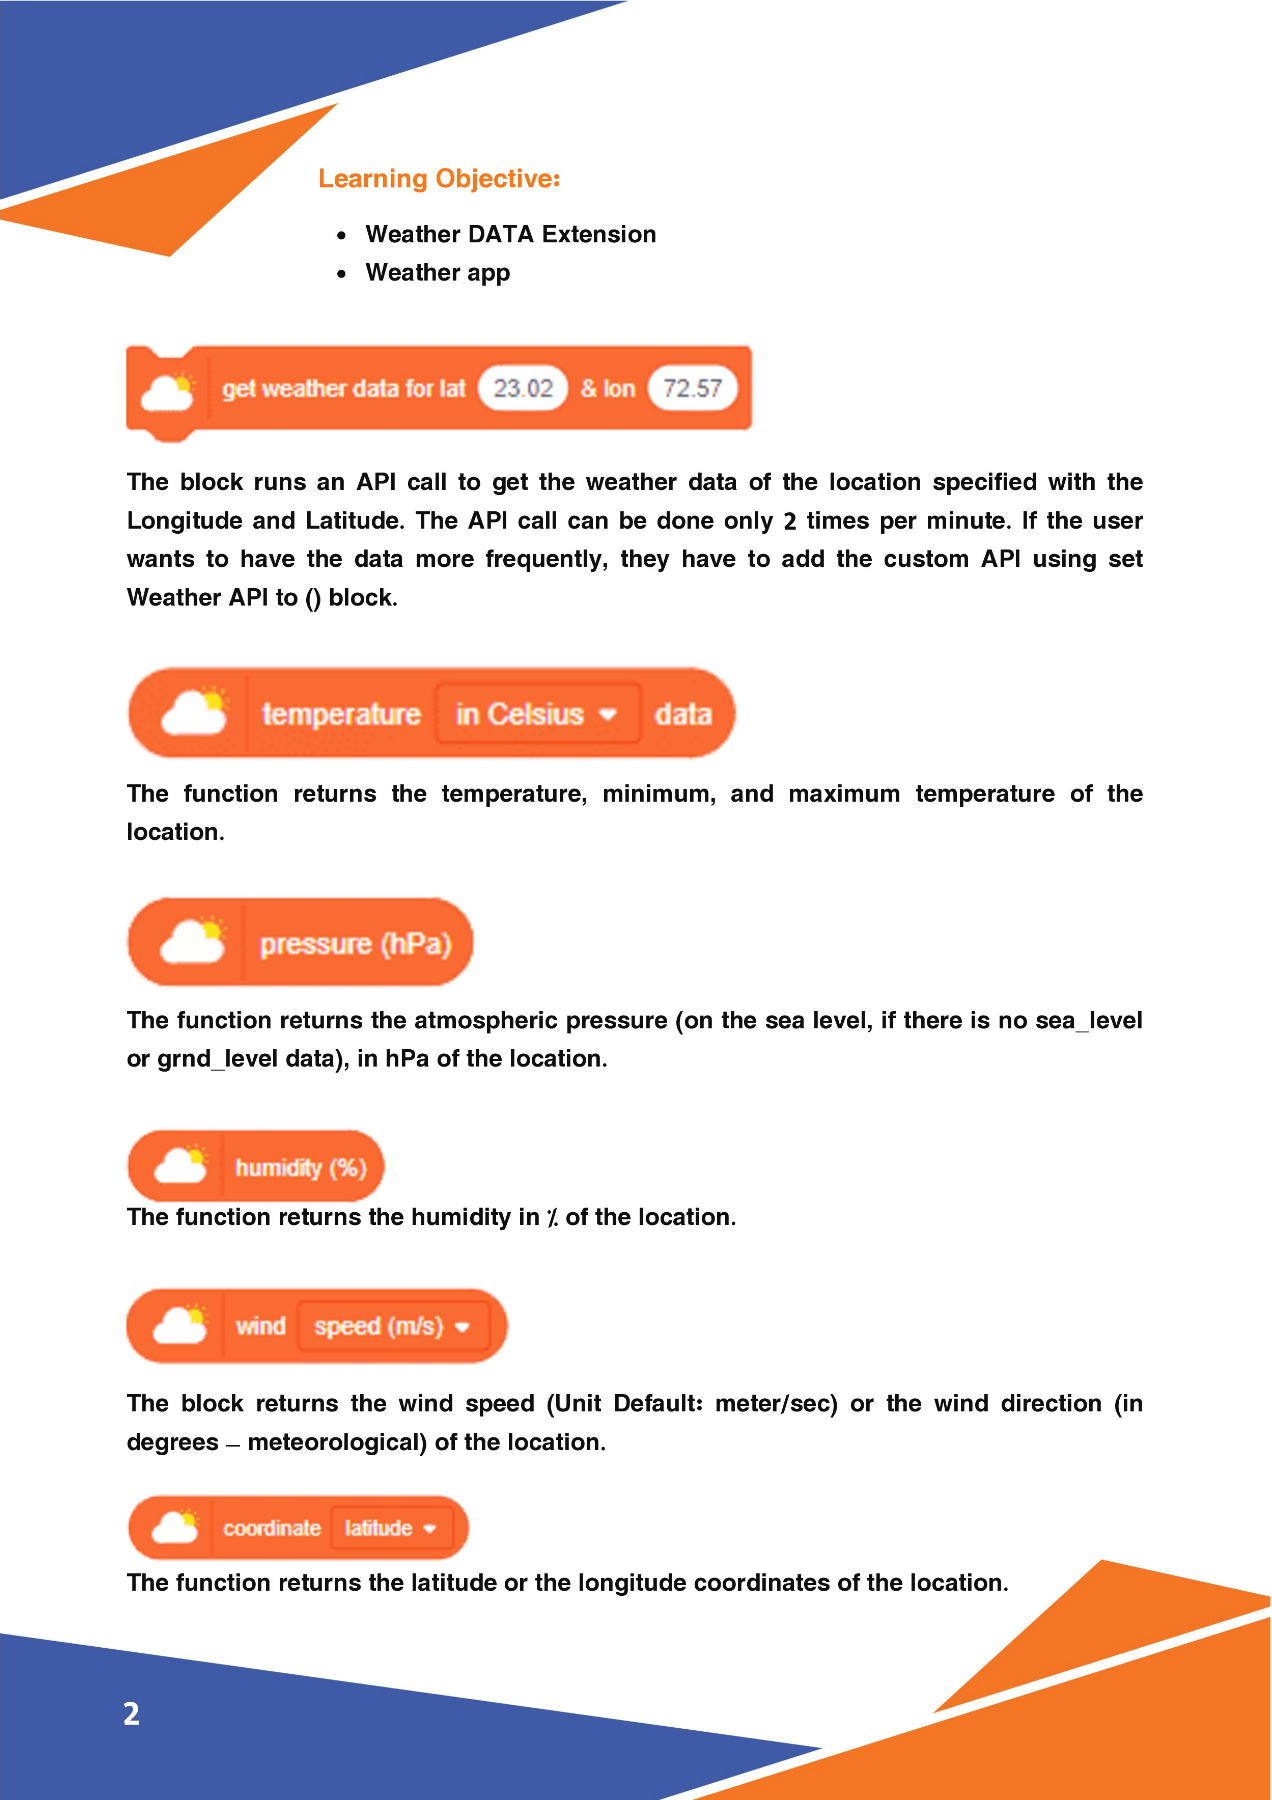 Learning Objective:
• Weather DATA Extension
• Weather app
get weather data for lat 23.02 & lon 72.57
The block runs an API call to get the weather data of the location specified with the
Longitude and Latitude. The API call can be done only 2 times per minute. If the user
wants to have the data more frequently, they have to add the custom API using set
Weather API to () block.
temperature in Celsius data
The function returns the temperature, minimum, and maximum temperature of the
location.
pressure (hPa)
The function returns the atmospheric pressure (on the sea level, if there is no sea_level
or grnd_level data), in hPa of the location.
humidity (%)
The function returns the humidity in ٪ of the location.
wind speed (m/s)
The block returns the wind speed (Unit Default: meter/sec) or the wind direction (in
degrees – meteorological) of the location.
coordinate latitude
The function returns the latitude or the longitude coordinates of the location.
2